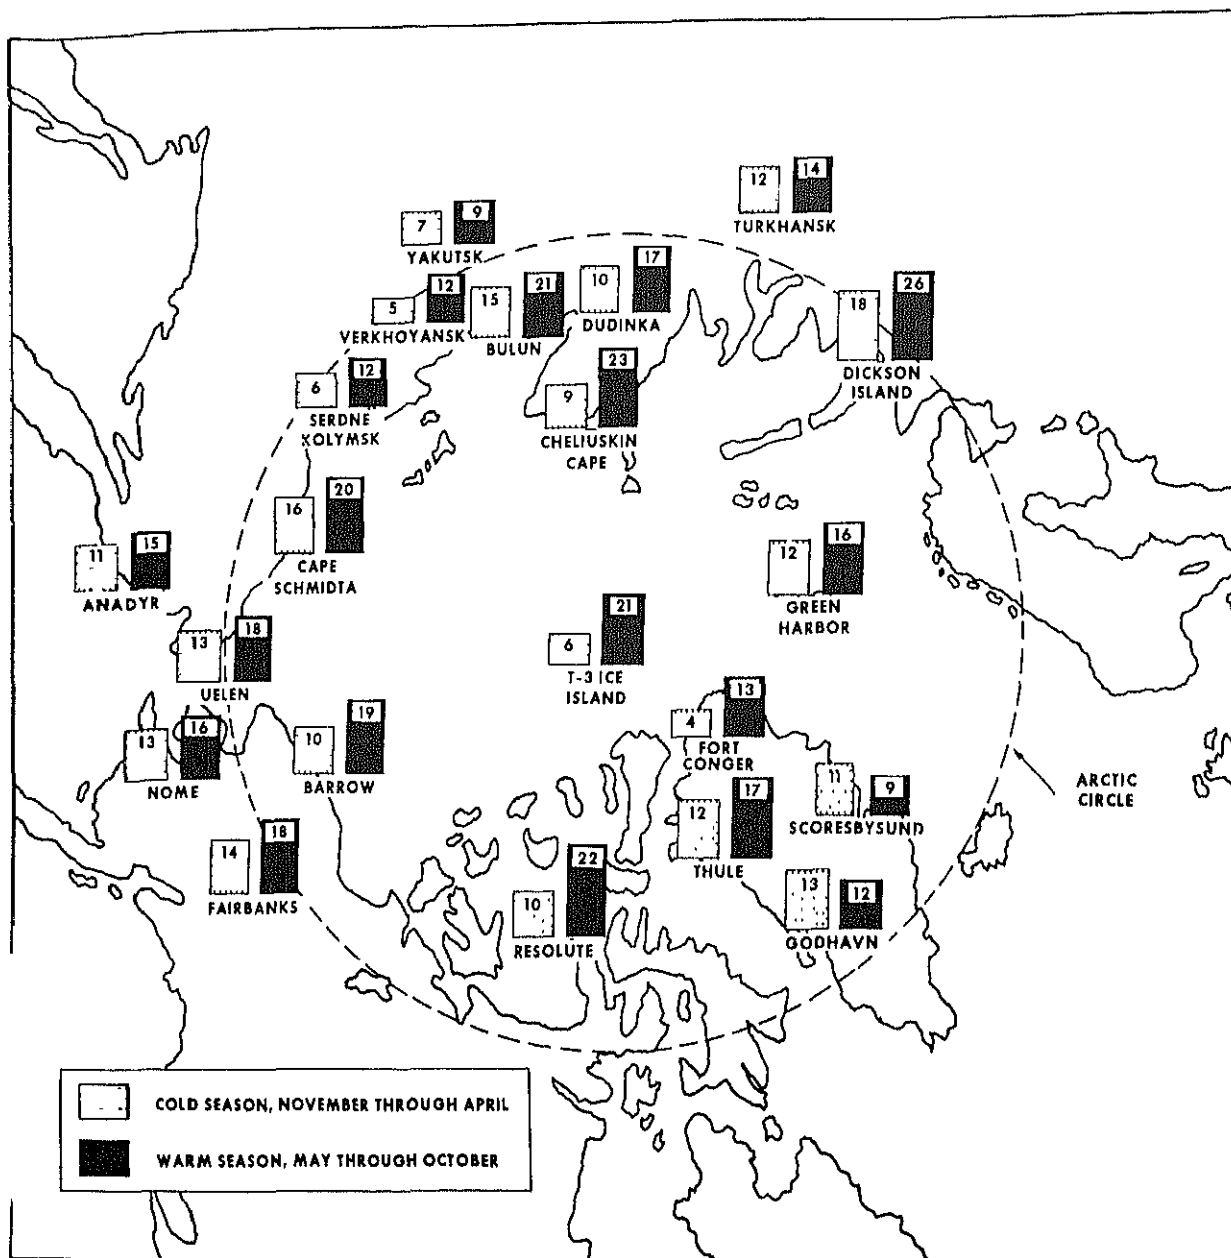 12 14
TURKHANSK
7 9
YAKUTSK
5 12
VERKHOYANSK
15 21
BULUN
10 17
DUDINKA
18 26
DICKSON
ISLAND
6 12
SERDNE
KOLYMSK
9 23
CHELIUSKIN
CAPE
16 20
CAPE
SCHMIDTA
11 15
ANADYR
12 16
GREEN
HARBOR
13 18
UELEN
6 21
T-3 ICE
ISLAND
13 16
NOME
10 19
BARROW
4 13
FORT
CONGER
11 9
SCORESBYSUND
ARCTIC
CIRCLE
12 17
THULE
14 18
FAIRBANKS
10 22
RESOLUTE
13 12
GODHAVN
COLD SEASON, NOVEMBER THROUGH APRIL
WARM SEASON, MAY THROUGH OCTOBER